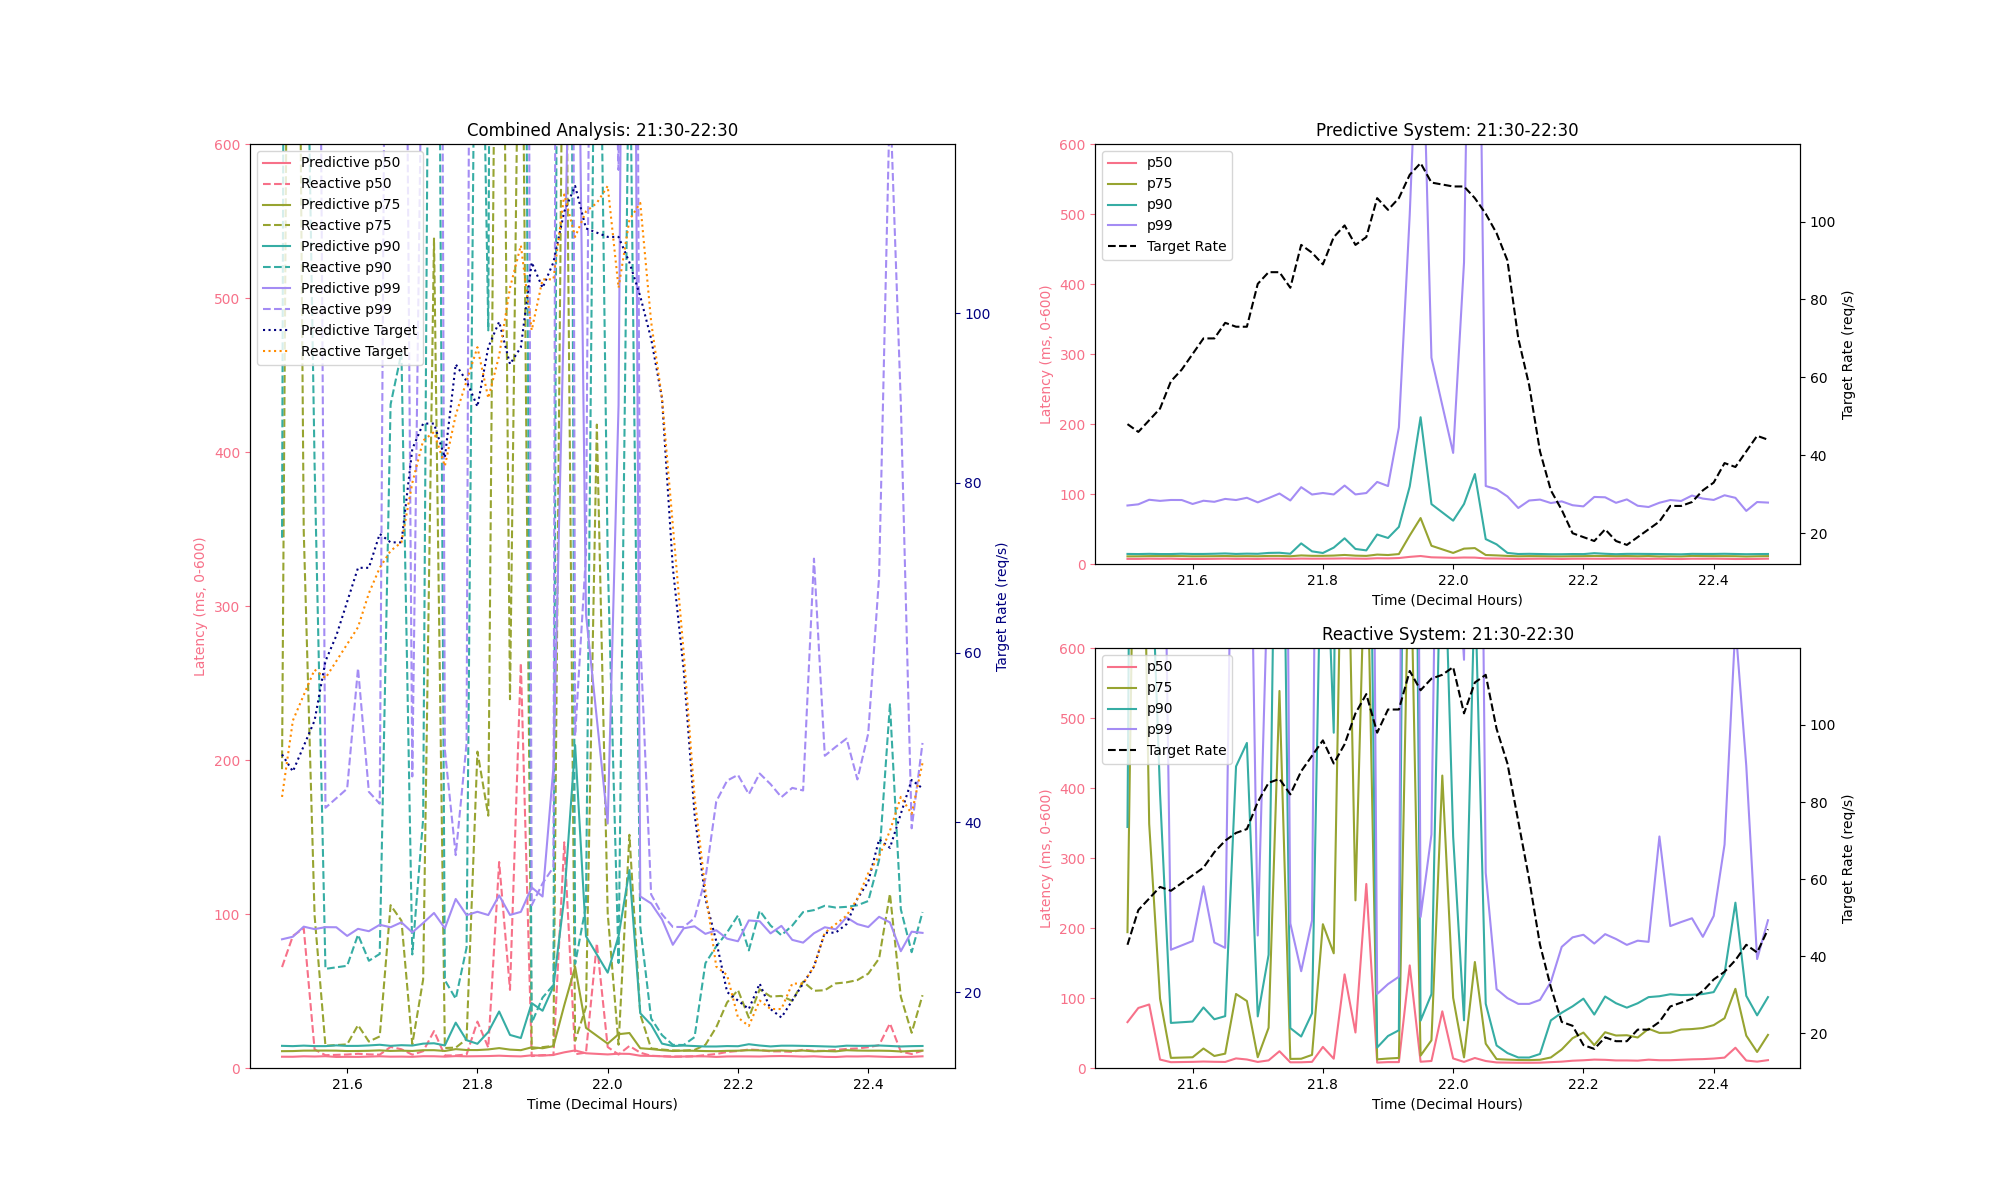 Combined Analysis: 21:30-22:30
600
500
400
300
200
100
0
Latency (ms, 0-600)
Predictive p50
Reactive p50
Predictive p75
Reactive p75
Predictive p90
Reactive p90
Predictive p99
Reactive p99
Predictive Target
Reactive Target
100
80
60
40
20
Target Rate (req/s)
21.6 21.8 22.0 22.2 22.4
Time (Decimal Hours)
Predictive System: 21:30-22:30
600
500
400
300
200
100
0
Latency (ms, 0-600)
p50
p75
p90
p99
Target Rate
100
80
60
40
20
Target Rate (req/s)
21.6 21.8 22.0 22.2 22.4
Time (Decimal Hours)
Reactive System: 21:30-22:30
600
500
400
300
200
100
0
Latency (ms, 0-600)
p50
p75
p90
p99
Target Rate
100
80
60
40
20
Target Rate (req/s)
21.6 21.8 22.0 22.2 22.4
Time (Decimal Hours)